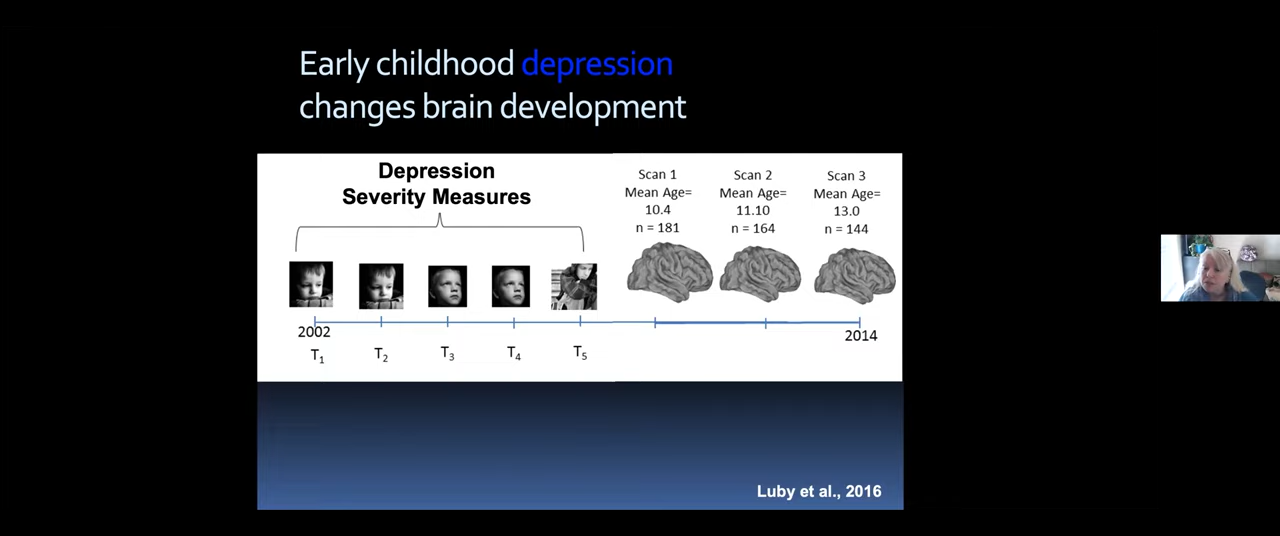 Early childhood depression
changes brain development
Depression
Severity Measures
Scan 1
Mean Age=
10.4
n = 181
Scan 2
Mean Age=
11.10
n = 164
Scan 3
Mean Age=
13.0
n = 144
2002
2014
T1
T2
T3
T4
T5
Luby et al., 2016